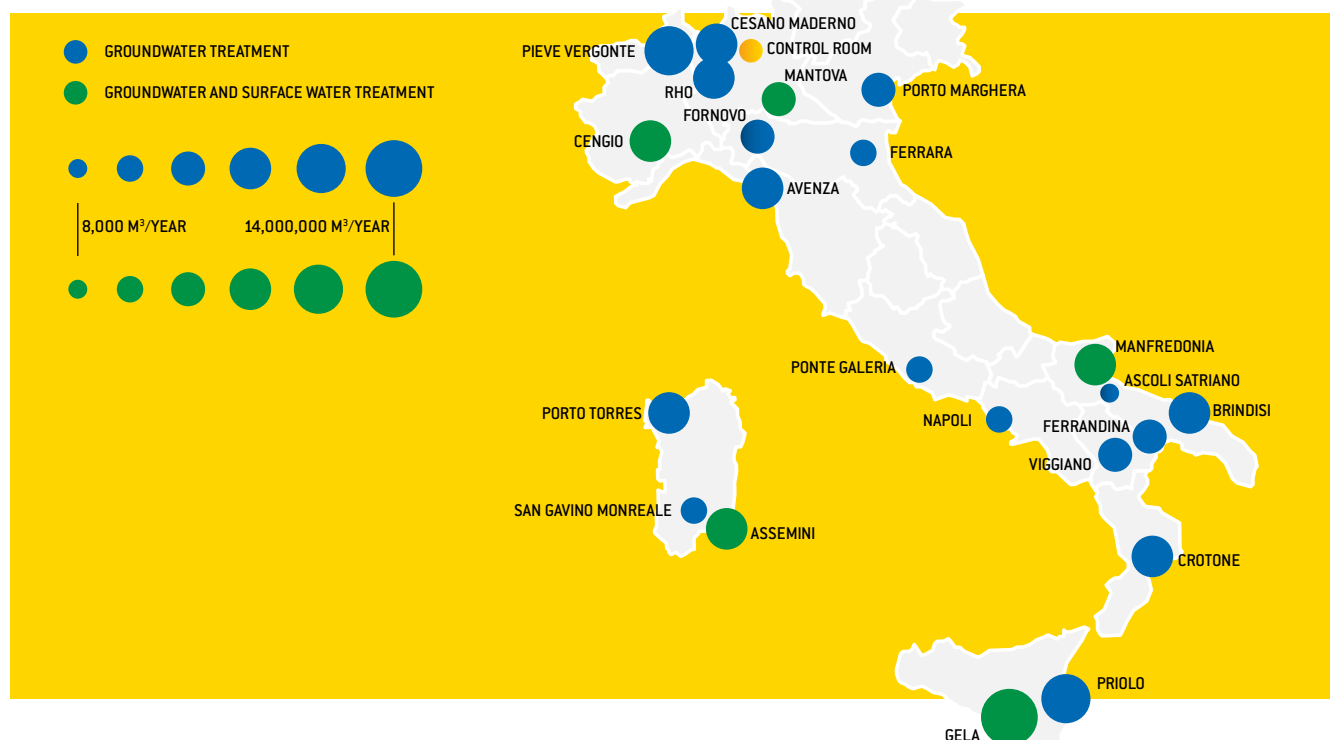 GROUNDWATER TREATMENT
GROUNDWATER AND SURFACE WATER TREATMENT
8,000 M³/YEAR
14,000,000 M³/YEAR
CESANO MADERNO
PIEVE VERGONTE
CONTROL ROOM
MANTOVA
RHO
PORTO MARGHERA
FORNOVO
CENGIO
FERRARA
AVENZA
MANFREDONIA
PONTE GALERIA
ASCOLI SATRIANO
PORTO TORRES
BRINDISI
NAPOLI
FERRANDINA
VIGGIANO
SAN GAVINO MONREALE
ASSEMINI
CROTONE
PRIOLO
GELA